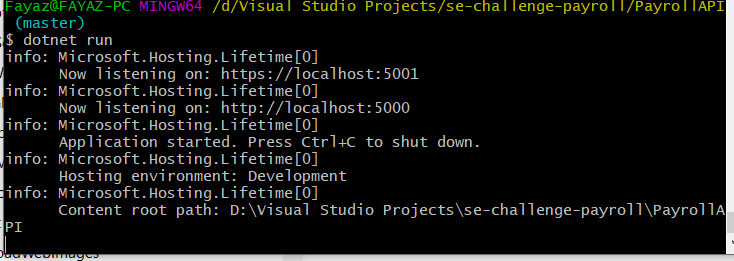 Fayaz@FAYAZ-PC MINGW64 /d/Visual Studio Projects/se-challenge-payroll/PayrollAPI
(master)
$ dotnet run
info: Microsoft.Hosting.Lifetime[0]
Now listening on: https://localhost:5001
info: Microsoft.Hosting.Lifetime[0]
Now listening on: http://localhost:5000
info: Microsoft.Hosting.Lifetime[0]
Application started. Press Ctrl+C to shut down.
info: Microsoft.Hosting.Lifetime[0]
Hosting environment: Development
info: Microsoft.Hosting.Lifetime[0]
Content root path: D:\Visual Studio Projects\se-challenge-payroll\PayrollA
PI